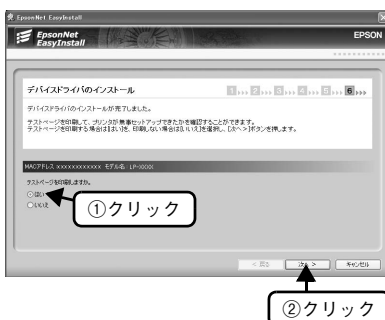 EpsonNet EasyInstall
EpsonNet
EasyInstall
EPSON
デバイスドライバのインストール
1 >>> 2 >>> 3 >>> 4 >>> 5 >>> 6 >>>
デバイスドライバのインストールが完了しました。
テストページを印刷して、プリンタが無事セットアップできたかを確認することができます。
テストページを印刷する場合は[はい]を、印刷しない場合は[いいえ]を選択し、[次へ>]ボタンを押します。
MACアドレス xxxxxxxxxxxx モデル名: LP-1000
テストページを印刷しますか。
はい
いいえ
①クリック
< 戻る 次へ > キャンセル
②クリック